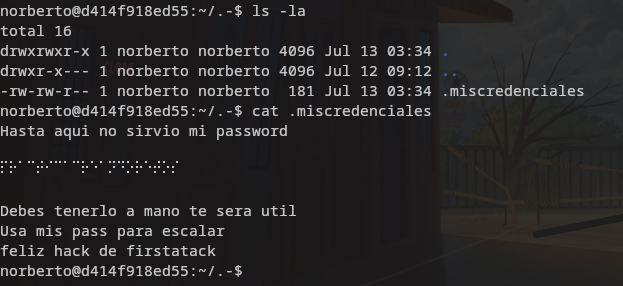 norberto@d414f918ed55:~/.-$ ls -la
total 16
drwxrwxr-x 1 norberto norberto 4096 Jul 13 03:34 .
drwxr-x--- 1 norberto norberto 4096 Jul 12 09:12 ..
-rw-rw-r-- 1 norberto norberto  181 Jul 13 03:34 .miscredenciales
norberto@d414f918ed55:~/.-$ cat .miscredenciales
Hasta aqui no sirvio mi password
Debes tenerlo a mano te sera util
Usa mis pass para escalar
feliz hack de firstatack
norberto@d414f918ed55:~/.-$